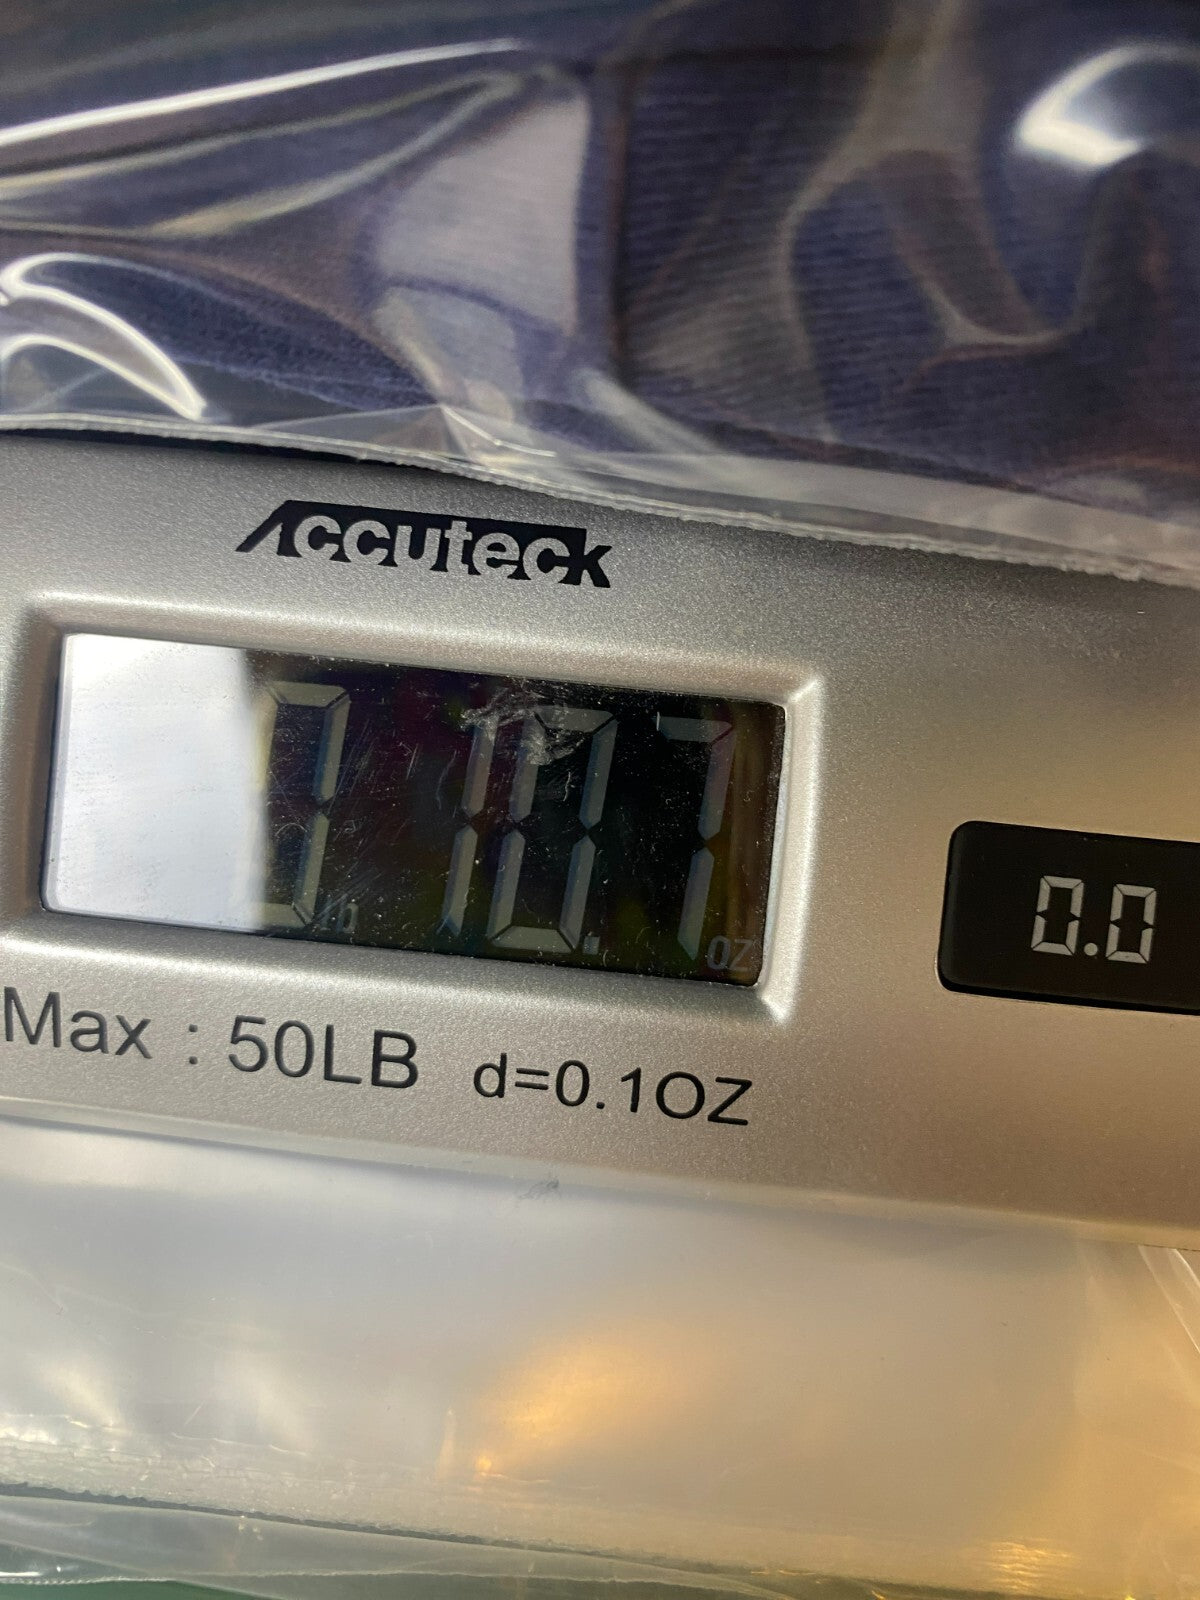 Accuteck
0 lb 10.7 oz
0.0
Max : 50LB d=0.1OZ